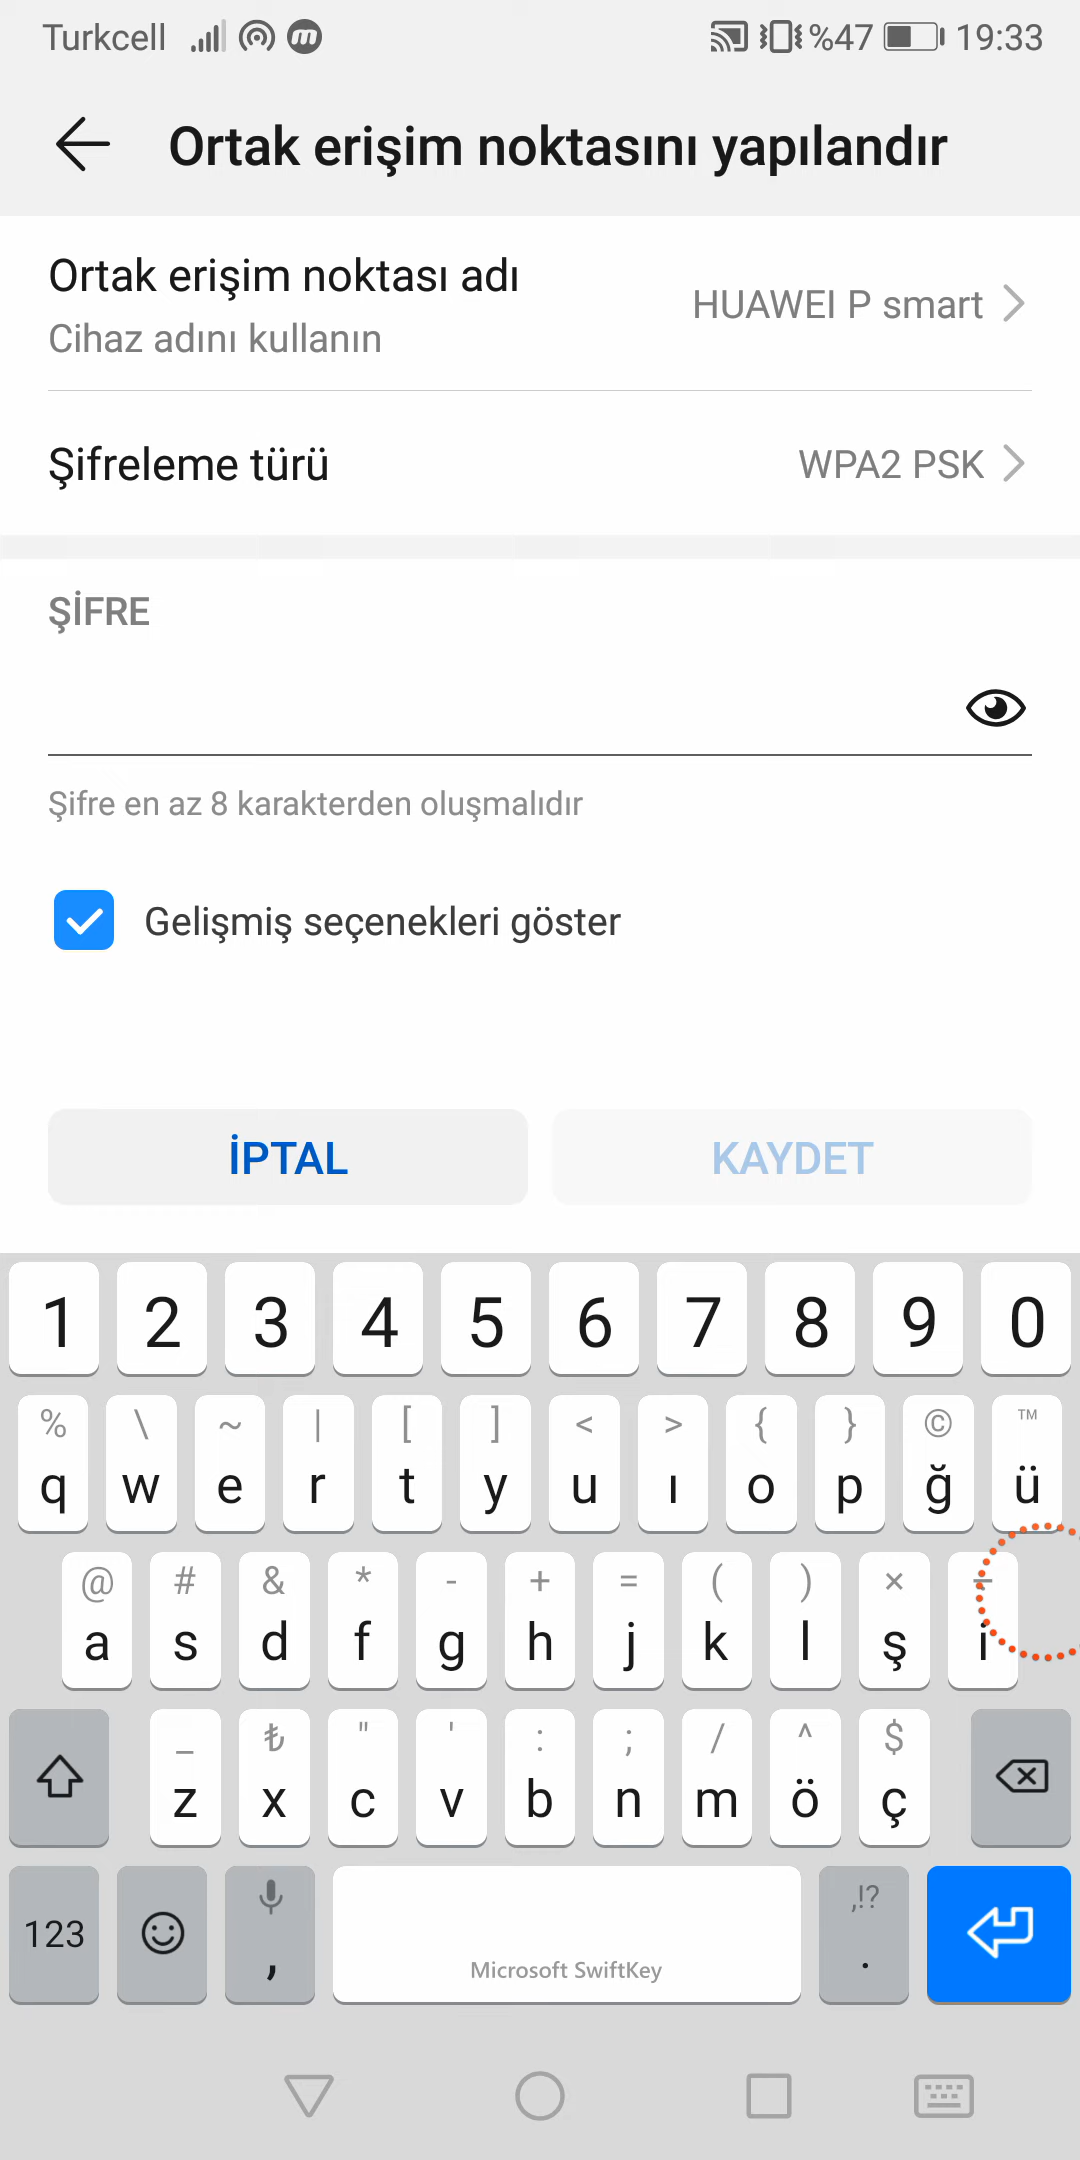 Turkcell %47 19:33
Ortak erişim noktasını yapılandır
Ortak erişim noktası adı
Cihaz adını kullanın
HUAWEI P smart
Şifreleme türü WPA2 PSK
ŞİFRE
Şifre en az 8 karakterden oluşmalıdır
Gelişmiş seçenekleri göster
İPTAL KAYDET
1 2 3 4 5 6 7 8 9 0
% \ ~ | [ ] < > { } © ™
q w e r t y u ı o p ğ ü
@ # & * - + = ( ) × ÷
a s d f g h j k l ş i
_ ₺ " ' : ; / ^ $
z x c v b n m ö ç
,!?
123 , Microsoft SwiftKey .